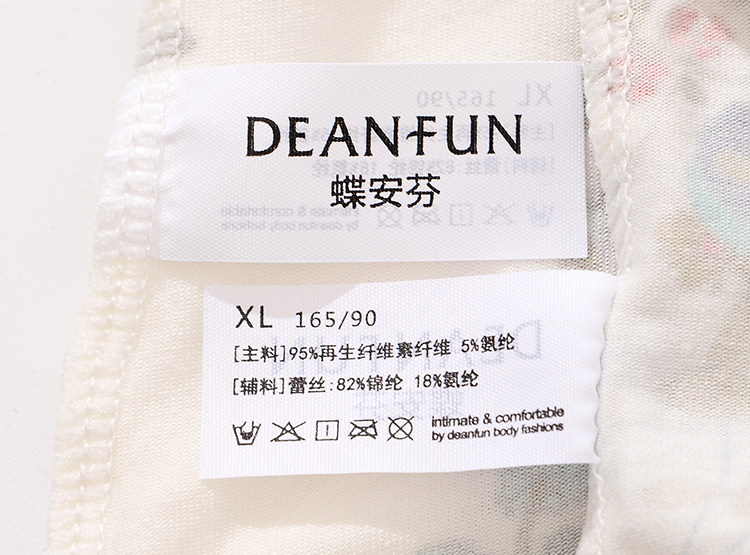 DEANFUN
蝶安芬
XL 165/90
[主料]95%再生纤维素纤维 5%氨纶
[辅料]蕾丝:82%锦纶 18%氨纶
intimate & comfortable
by deanfun body fashions